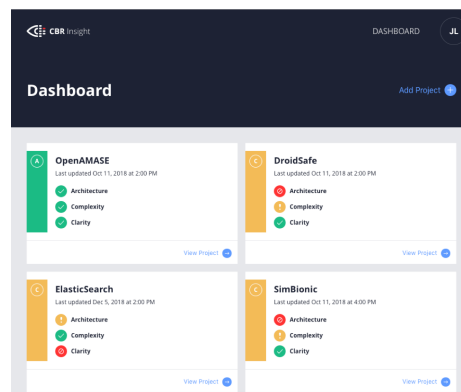 CBR Insight
DASHBOARD
JL
Dashboard
Add Project
A
OpenAMASE
Last updated Oct 11, 2018 at 2:00 PM
Architecture
Complexity
Clarity
View Project
C
DroidSafe
Last updated Oct 11, 2018 at 2:00 PM
Architecture
Complexity
Clarity
View Project
C
ElasticSearch
Last updated Dec 5, 2018 at 2:00 PM
Architecture
Complexity
Clarity
View Project
C
SimBionic
Last updated Oct 11, 2018 at 4:00 PM
Architecture
Complexity
Clarity
View Project